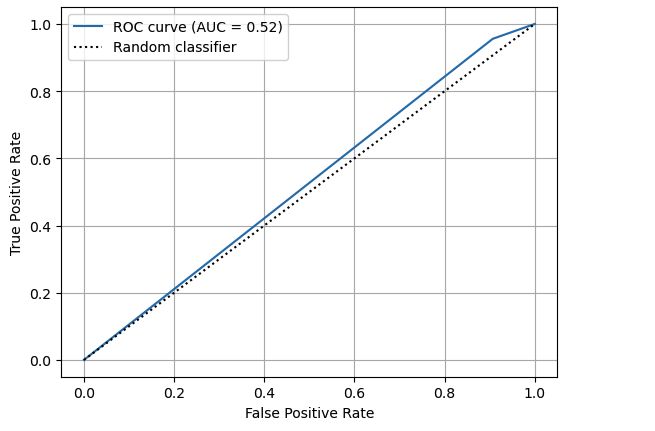 ROC curve (AUC = 0.52)
Random classifier
True Positive Rate
1.0
0.8
0.6
0.4
0.2
0.0
0.0 0.2 0.4 0.6 0.8 1.0
False Positive Rate